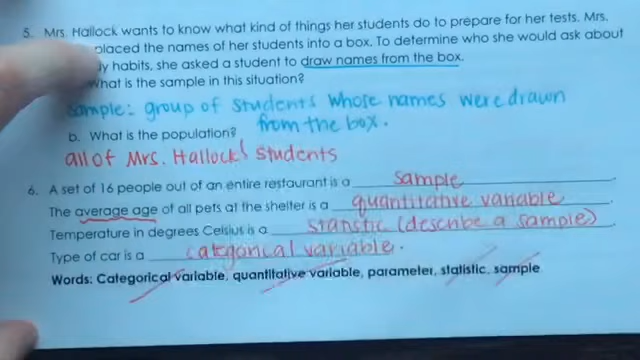 5. Mrs. Hallock wants to know what kind of things her students do to prepare for her tests. Mrs.
placed the names of her students into a box. To determine who she would ask about
habits, she asked a student to draw names from the box.
What is the sample in this situation?
Sample: group of students whose names were drawn
from the box.
b. What is the population?
all of Mrs. Hallock's students
6. A set of 16 people out of an entire restaurant is a sample.
The average age of all pets at the shelter is a quantitative variable.
Temperature in degrees Celsius is a statistic (describe a sample).
Type of car is a categorical variable.
Words: Categorical variable, quantitative variable, parameter, statistic, sample